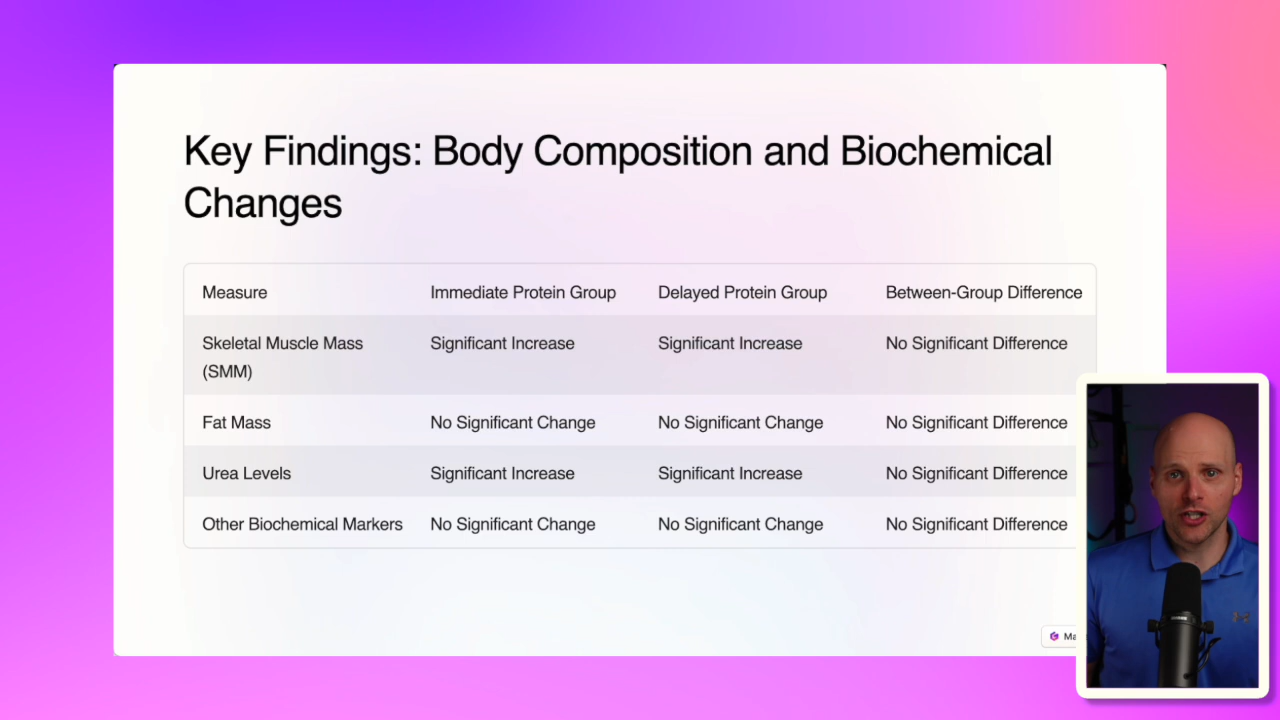 Key Findings: Body Composition and Biochemical
Changes
Measure Immediate Protein Group Delayed Protein Group Between-Group Difference
Skeletal Muscle Mass Significant Increase Significant Increase No Significant Difference
(SMM)
Fat Mass No Significant Change No Significant Change No Significant Difference
Urea Levels Significant Increase Significant Increase No Significant Difference
Other Biochemical Markers No Significant Change No Significant Change No Significant Difference